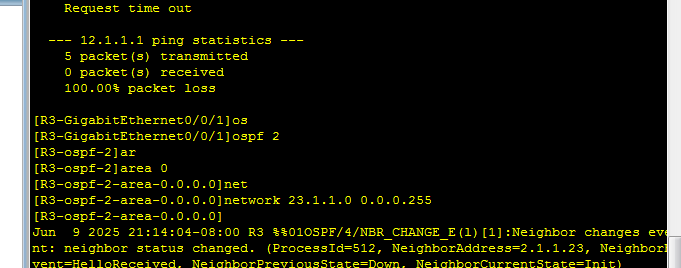 Request time out
--- 12.1.1.1 ping statistics ---
5 packet(s) transmitted
0 packet(s) received
100.00% packet loss
[R3-GigabitEthernet0/0/1]os
[R3-GigabitEthernet0/0/1]ospf 2
[R3-ospf-2]ar
[R3-ospf-2]area 0
[R3-ospf-2-area-0.0.0.0]net
[R3-ospf-2-area-0.0.0.0]network 23.1.1.0 0.0.0.255
[R3-ospf-2-area-0.0.0.0]
Jun  9 2025 21:14:04-08:00 R3 %%01OSPF/4/NBR_CHANGE_E(l)[1]:Neighbor changes eve
nt: neighbor status changed. (ProcessId=512, NeighborAddress=2.1.1.23, Neighbor
vent=HelloReceived, NeighborPreviousState=Down, NeighborCurrentState=Init)